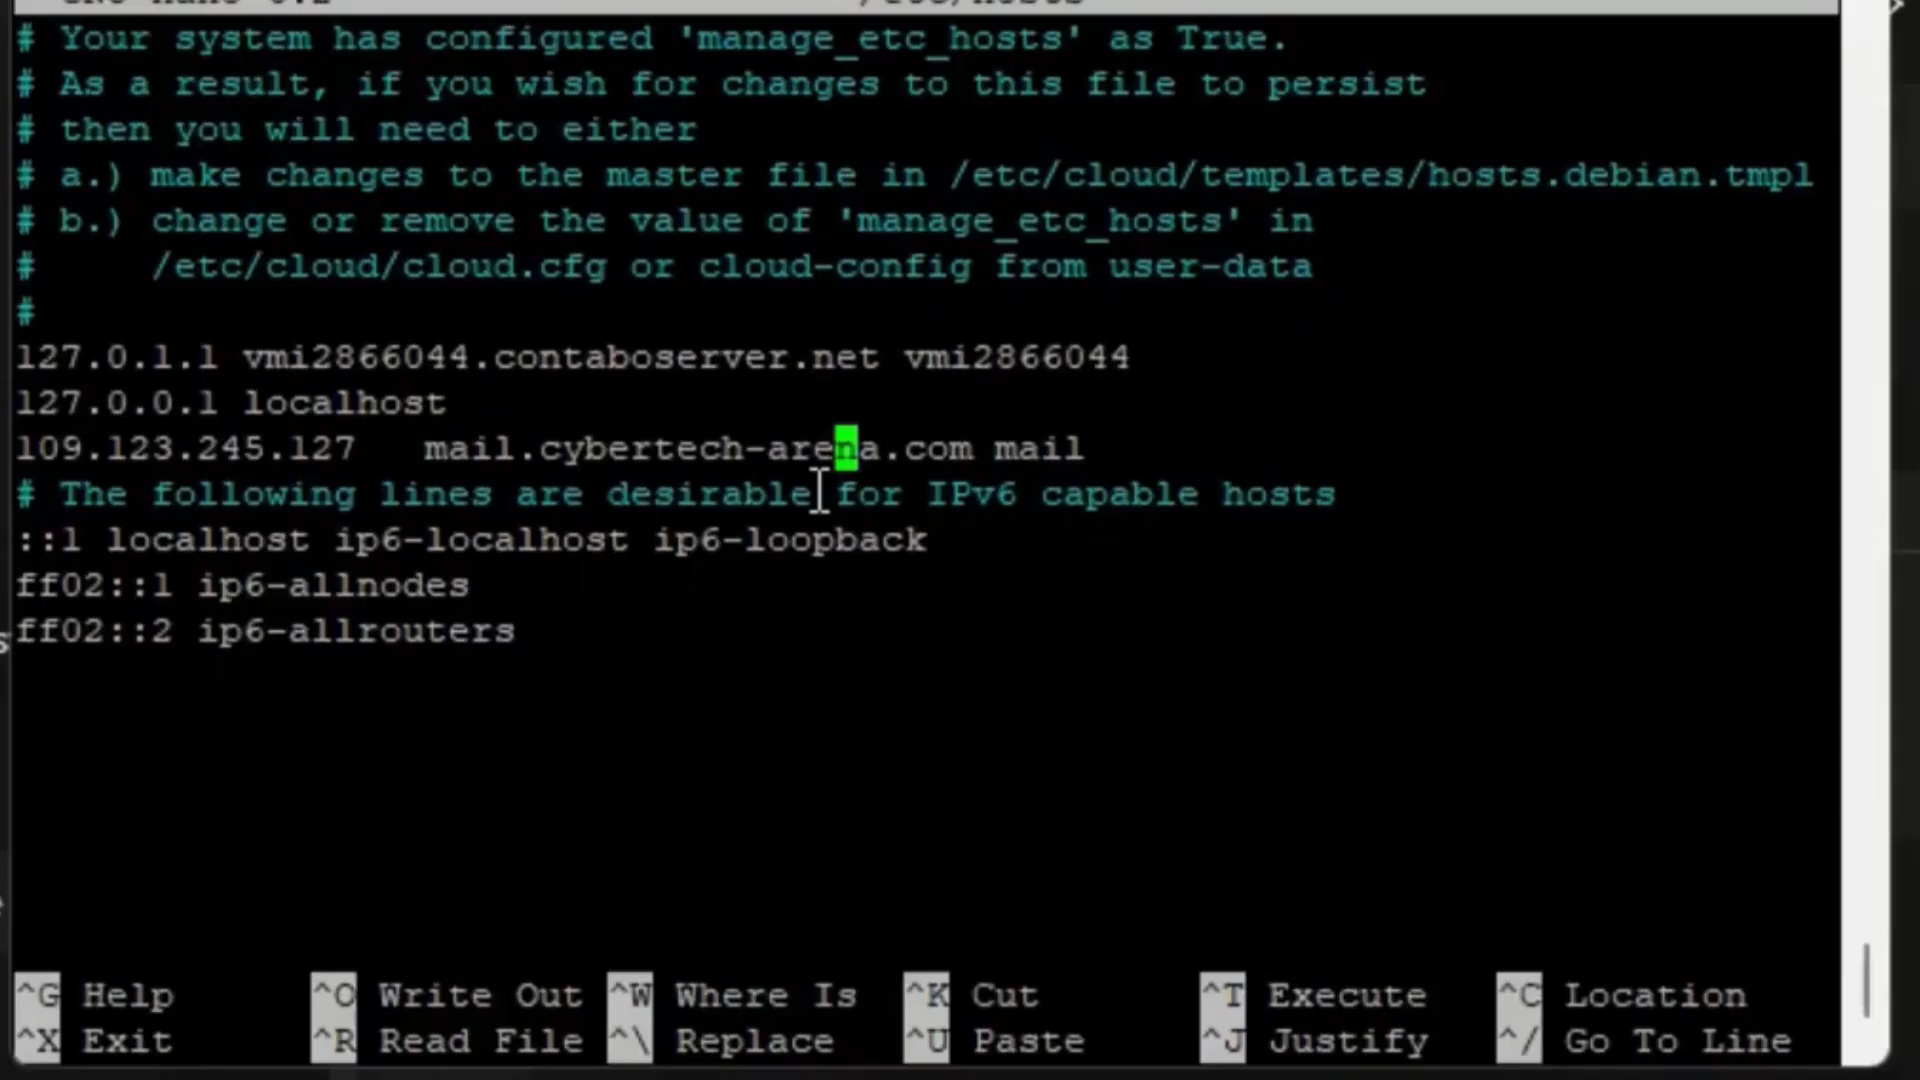 /etc/hosts
# Your system has configured 'manage_etc_hosts' as True.
# As a result, if you wish for changes to this file to persist
# then you will need to either
# a.) make changes to the master file in /etc/cloud/templates/hosts.debian.tmpl
# b.) change or remove the value of 'manage_etc_hosts' in
#     /etc/cloud/cloud.cfg or cloud-config from user-data
#
127.0.1.1 vmi2866044.contaboserver.net vmi2866044
127.0.0.1 localhost
109.123.245.127   mail.cybertech-arena.com mail
# The following lines are desirable for IPv6 capable hosts
::1 localhost ip6-localhost ip6-loopback
ff02::1 ip6-allnodes
ff02::2 ip6-allrouters
^G Help ^O Write Out ^W Where Is ^K Cut ^T Execute ^C Location
^X Exit ^R Read File ^\ Replace ^U Paste ^J Justify ^/ Go To Line